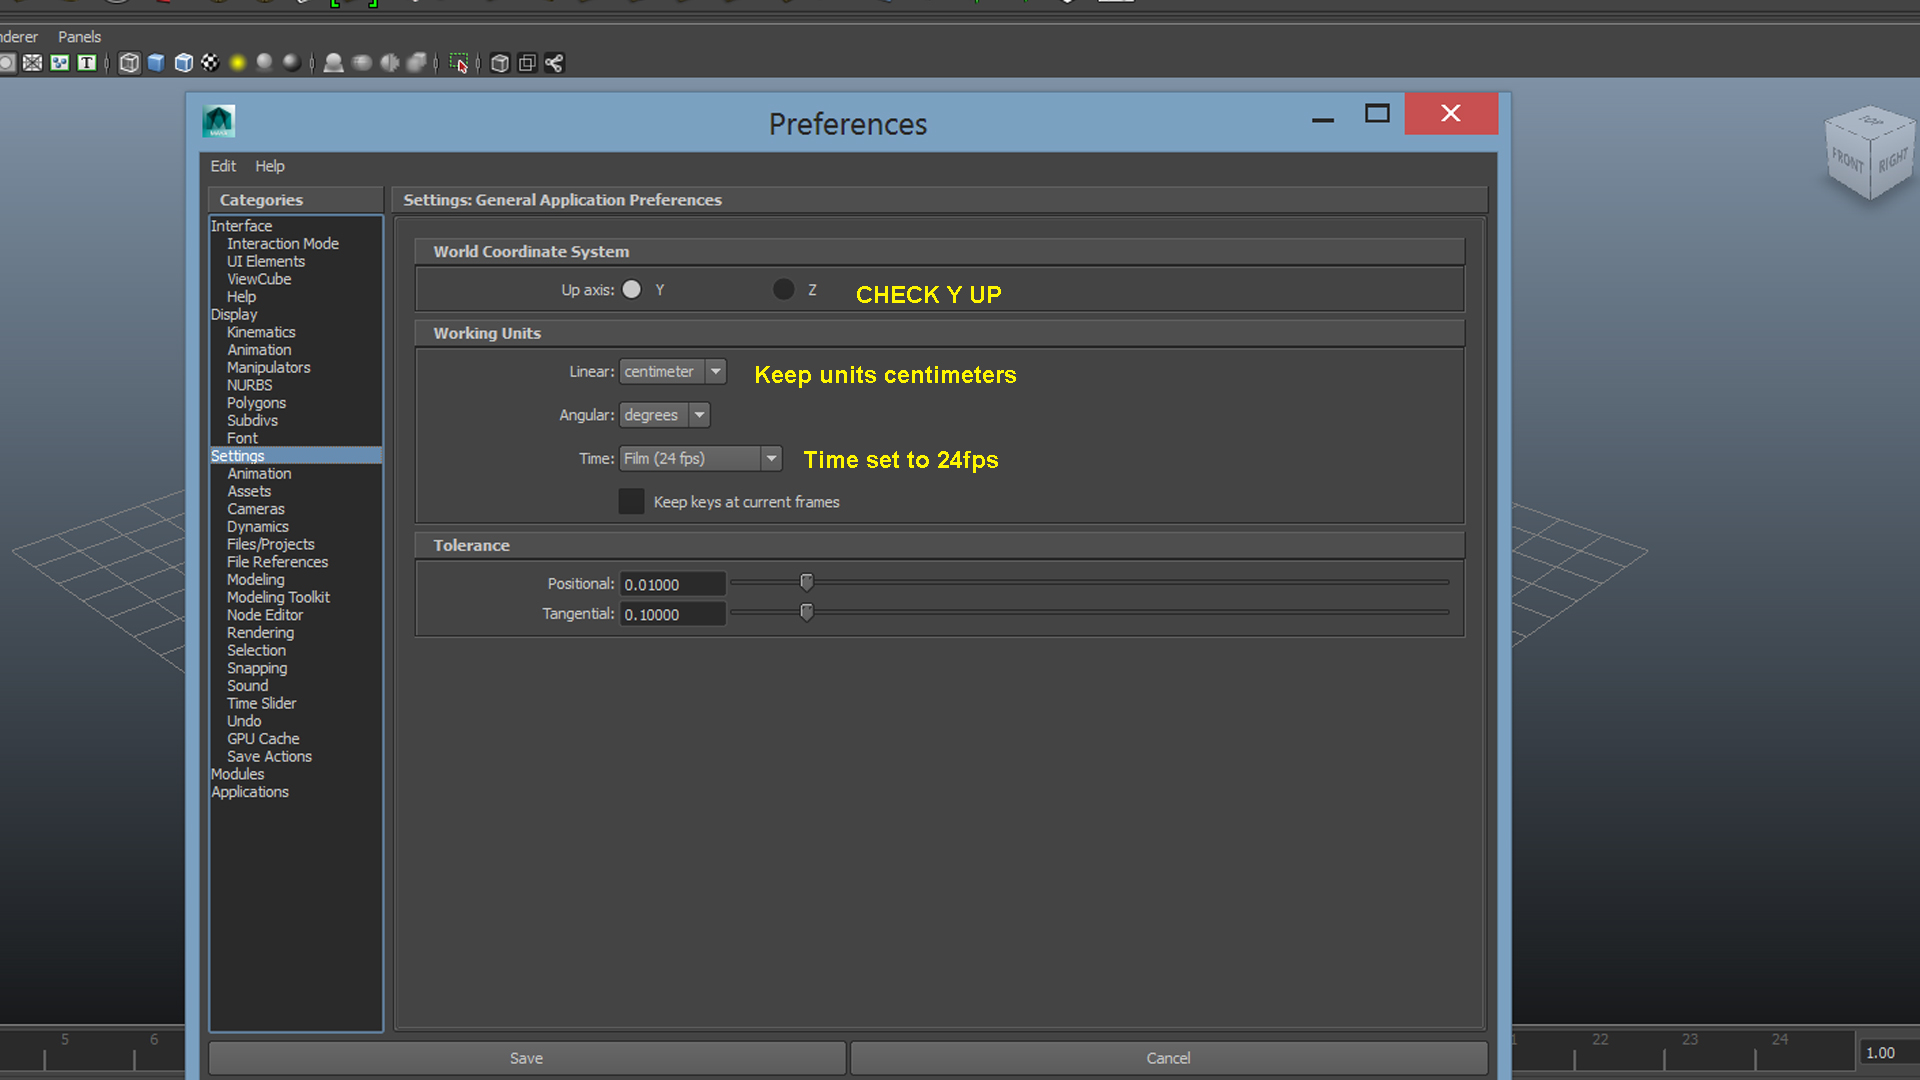 nderer Panels
T
Preferences
TOP
FRONT RIGHT
Edit Help
Categories
Settings: General Application Preferences
Interface
Interaction Mode
UI Elements
ViewCube
Help
Display
Kinematics
Animation
Manipulators
NURBS
Polygons
Subdivs
Font
Settings
Animation
Assets
Cameras
Dynamics
Files/Projects
File References
Modeling
Modeling Toolkit
Node Editor
Rendering
Selection
Snapping
Sound
Time Slider
Undo
GPU Cache
Save Actions
Modules
Applications
World Coordinate System
Up axis: Y Z CHECK Y UP
Working Units
Linear: centimeter Keep units centimeters
Angular: degrees
Time: Film (24 fps) Time set to 24fps
Keep keys at current frames
Tolerance
Positional: 0.01000
Tangential: 0.10000
5 6 22 23 24
1.00
Save Cancel